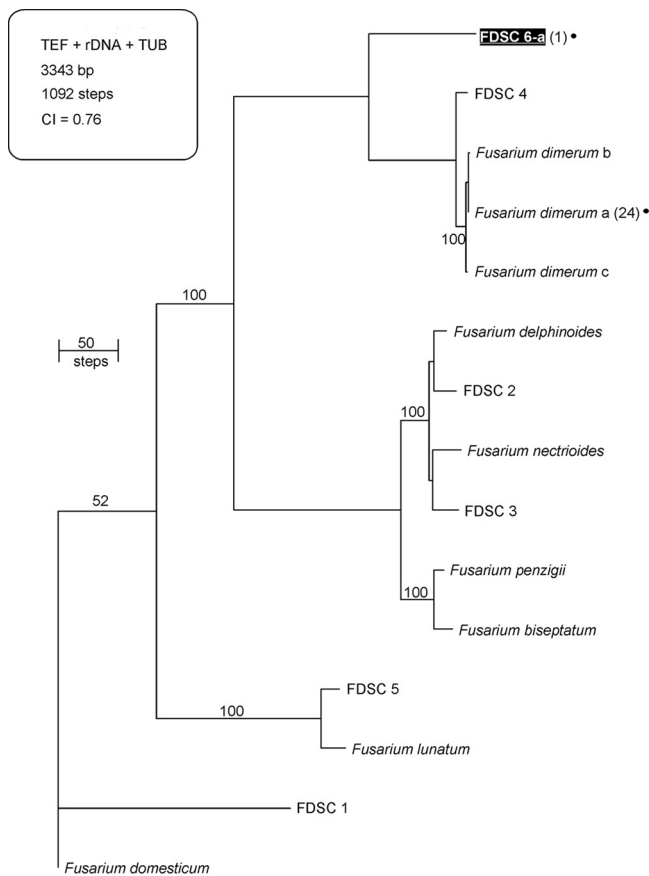 TEF + rDNA + TUB
3343 bp
1092 steps
CI = 0.76
FDSC 6-a (1) •
FDSC 4
Fusarium dimerum b
Fusarium dimerum a (24) •
100
Fusarium dimerum c
100
Fusarium delphinoides
50
steps
FDSC 2
100
Fusarium nectrioides
52
FDSC 3
Fusarium penzigii
100
Fusarium biseptatum
FDSC 5
100
Fusarium lunatum
FDSC 1
Fusarium domesticum